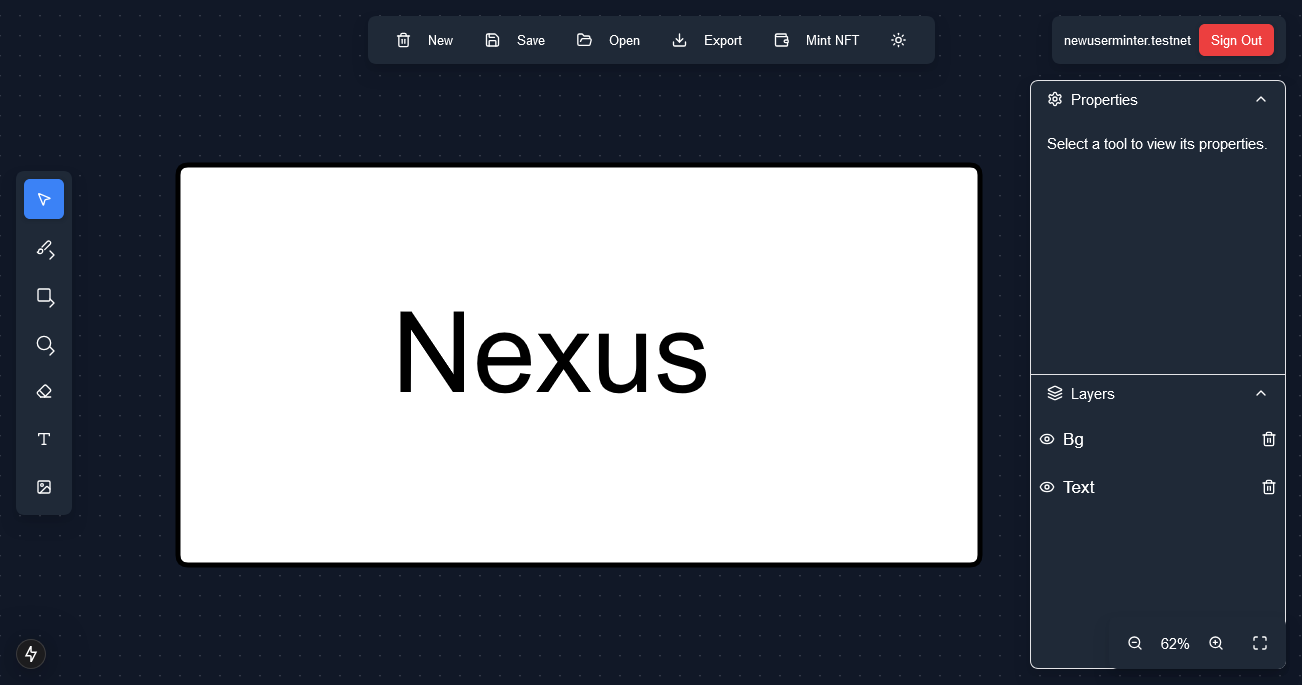 New Save Open Export Mint NFT
newuserminter.testnet Sign Out
Properties
Select a tool to view its properties.
Nexus
Layers
Bg
Text
62%